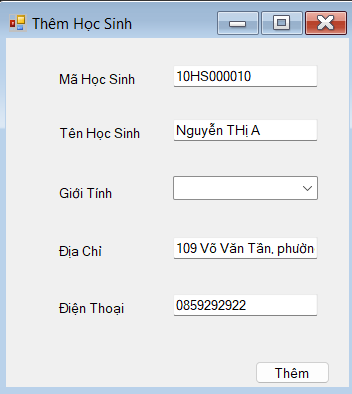 Thêm Học Sinh
Mã Học Sinh 10HS000010
Tên Học Sinh Nguyễn THị A
Giới Tính
Địa Chỉ 109 Võ Văn Tần, phườn
Điện Thoại 0859292922
Thêm